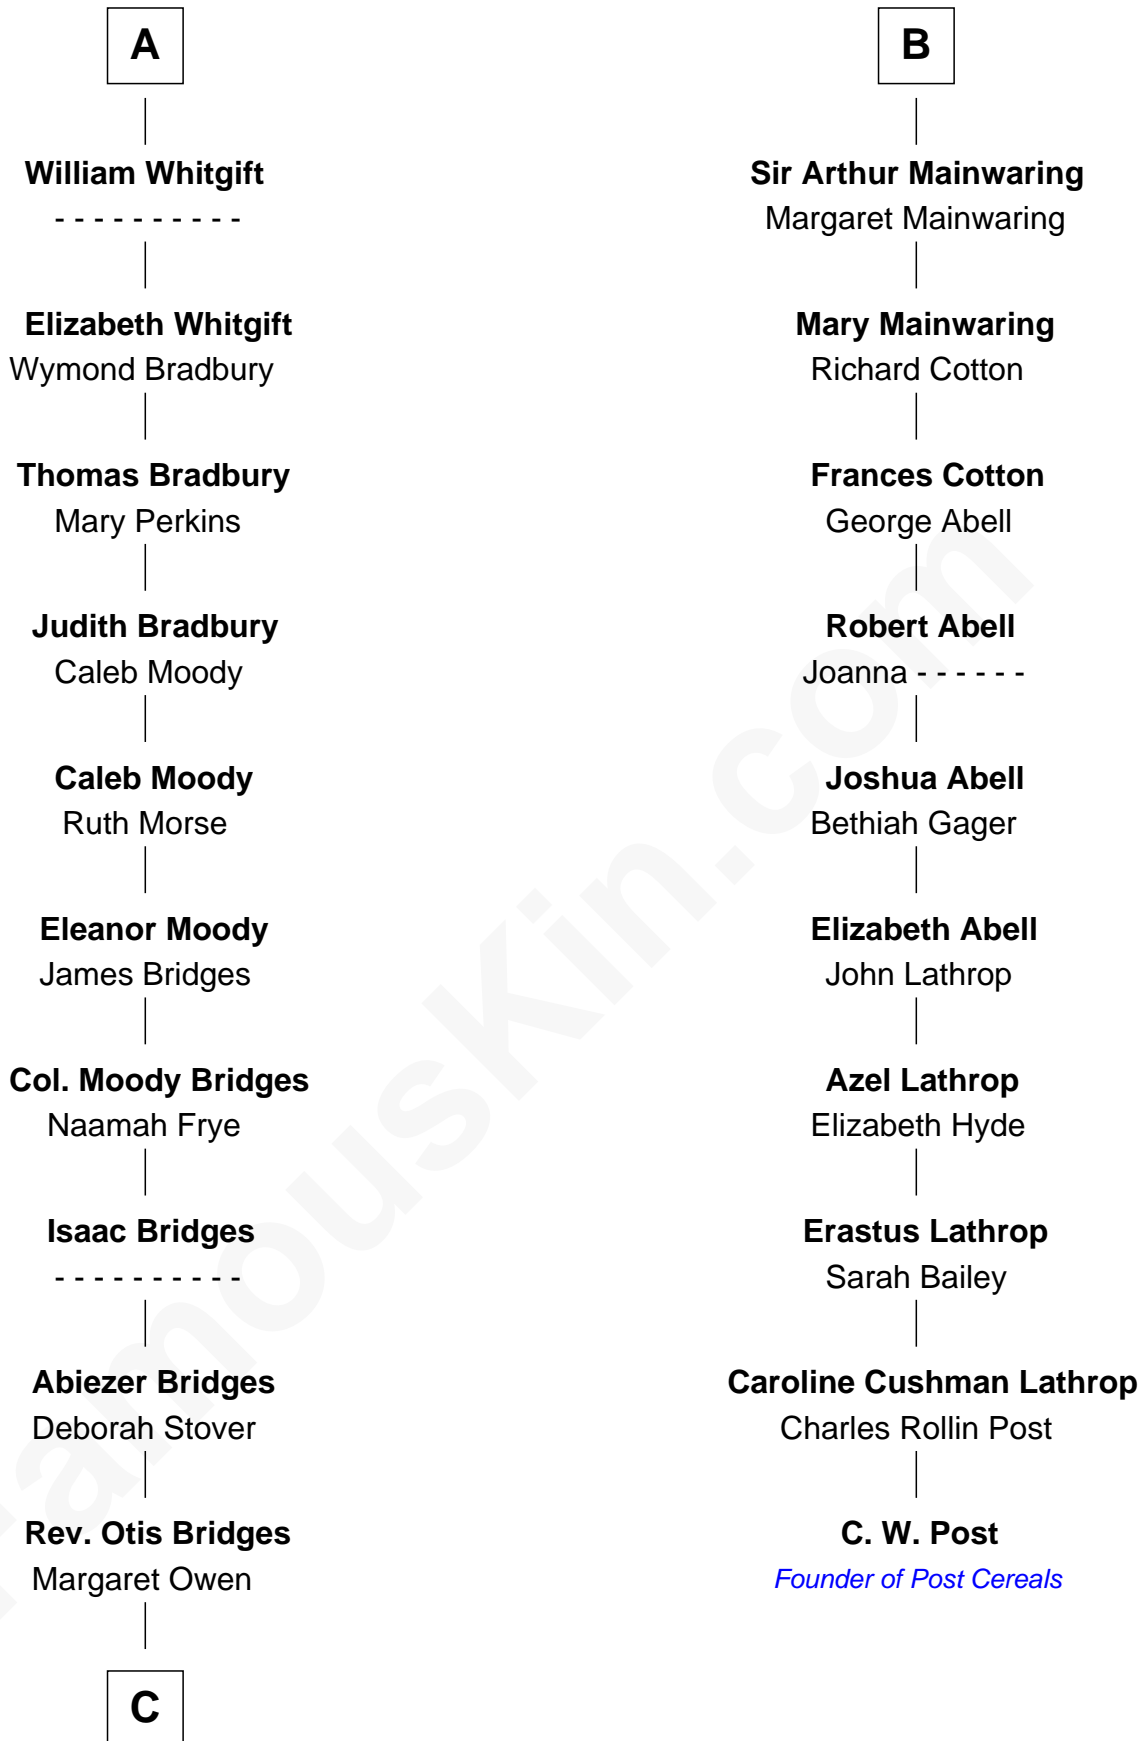 A
William Whitgift
- - - - - - - - - -
Elizabeth Whitgift
Wymond Bradbury
Thomas Bradbury
Mary Perkins
Judith Bradbury
Caleb Moody
Caleb Moody
Ruth Morse
Eleanor Moody
James Bridges
Col. Moody Bridges
Naamah Frye
Isaac Bridges
- - - - - - - - - -
Abiezer Bridges
Deborah Stover
Rev. Otis Bridges
Margaret Owen
C
B
Sir Arthur Mainwaring
Margaret Mainwaring
Mary Mainwaring
Richard Cotton
Frances Cotton
George Abell
Robert Abell
Joanna - - - - - -
Joshua Abell
Bethiah Gager
Elizabeth Abell
John Lathrop
Azel Lathrop
Elizabeth Hyde
Erastus Lathrop
Sarah Bailey
Caroline Cushman Lathrop
Charles Rollin Post
C. W. Post
Founder of Post Cereals
FamousKin.com